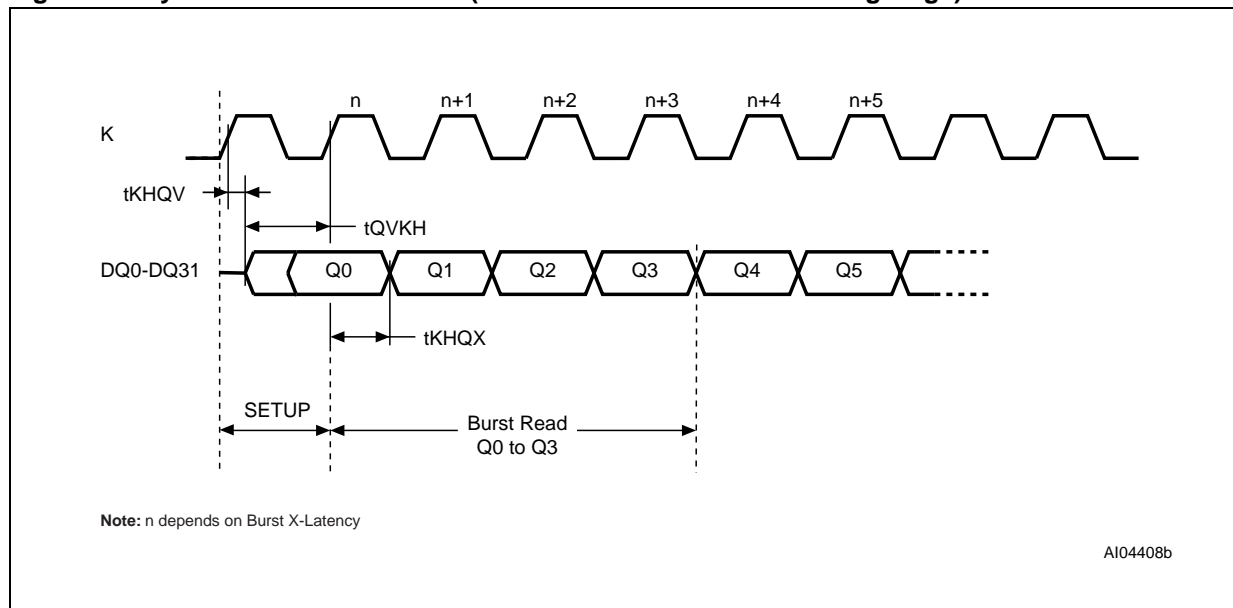 n n+1 n+2 n+3 n+4 n+5
K
tKHQV
tQVKH
DQ0-DQ31 Q0 Q1 Q2 Q3 Q4 Q5
tKHQX
SETUP
Burst Read
Q0 to Q3
Note: n depends on Burst X-Latency
AI04408b